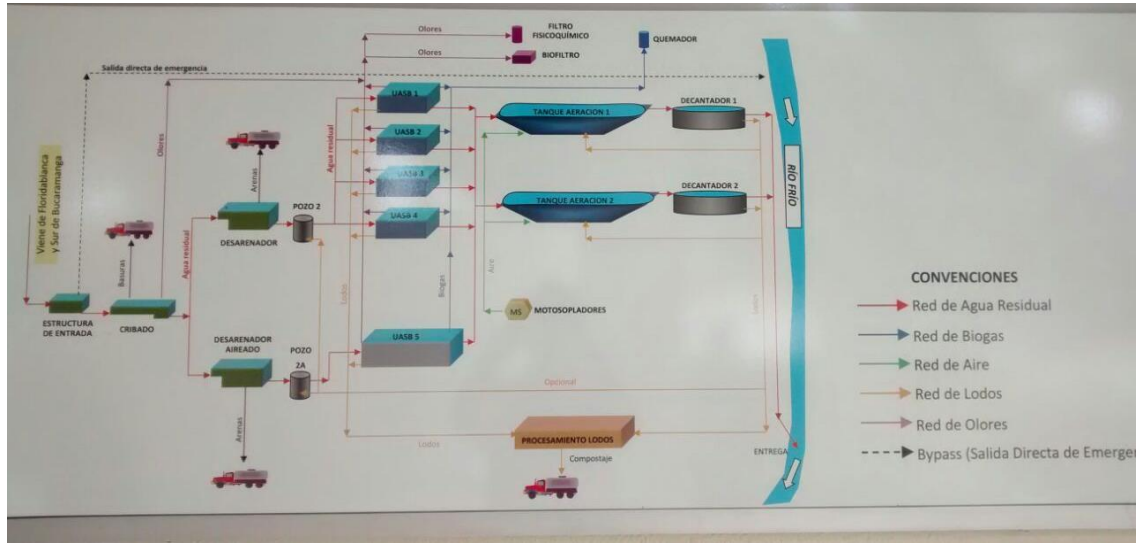 Viene de Floridablanca
y Sur de Bucaramanga
Salida directa de emergencia
ESTRUCTURA
DE ENTRADA
Basuras
CRIBADO
Olores
Agua residual
Arenas
DESARENADOR
POZO 2
DESARENADOR
AIREADO
Arenas
POZO
2A
Agua residual
Lodos
Olores
Olores
FILTRO
FISICOQUÍMICO
BIOFILTRO
QUEMADOR
UASB 1
UASB 2
UASB 3
UASB 4
UASB 5
Biogas
Aire
MS
MOTOSOPLADORES
TANQUE AERACION 1
DECANTADOR 1
TANQUE AERACION 2
DECANTADOR 2
Lodos
Opcional
Lodos
PROCESAMIENTO LODOS
Compostaje
RÍO FRÍO
ENTREGA
CONVENCIONES
Red de Agua Residual
Red de Biogas
Red de Aire
Red de Lodos
Red de Olores
Bypass (Salida Directa de Emergen